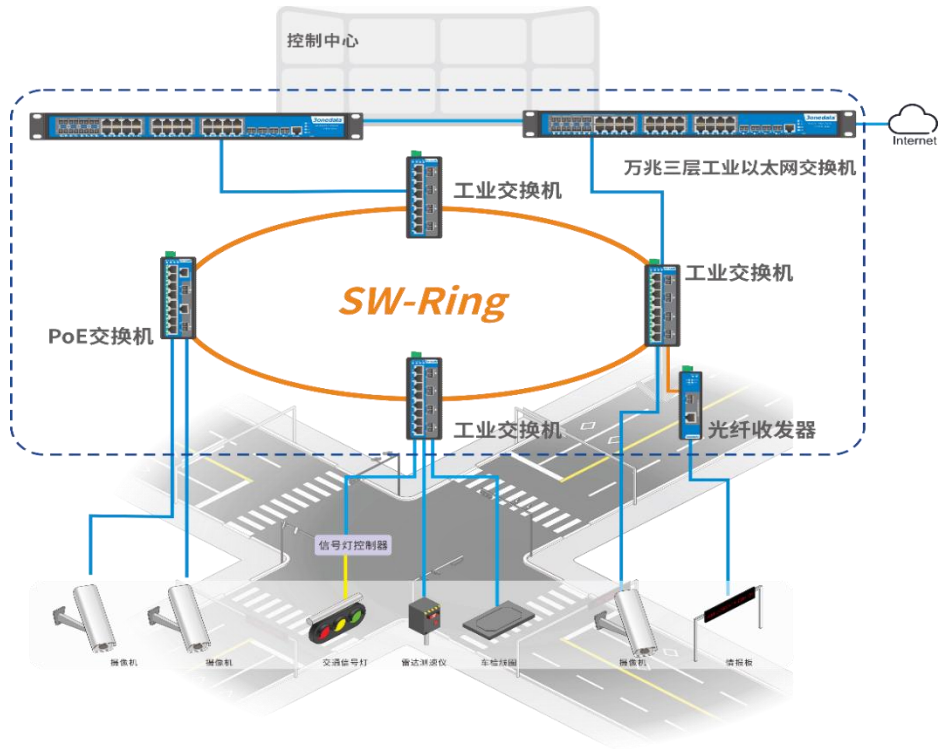 控制中心
3onedata
3onedata
Internet
万兆三层工业以太网交换机
工业交换机
工业交换机
SW-Ring
PoE交换机
工业交换机
光纤收发器
信号灯控制器
摄像机
摄像机
交通信号灯
雷达测速仪
车检线圈
摄像机
情报板